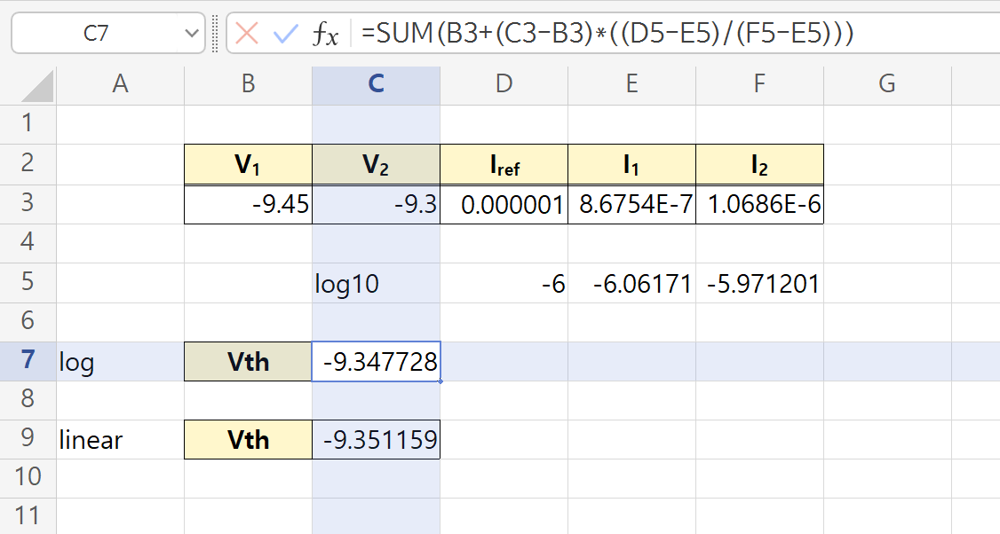 C7 fx =SUM(B3+(C3-B3)*((D5-E5)/(F5-E5)))
A B C D E F G
1
2 V₁ V₂ Iref I₁ I₂
3 -9.45 -9.3 0.000001 8.6754E-7 1.0686E-6
4
5 log10 -6 -6.06171 -5.971201
6
7 log Vth -9.347728
8
9 linear Vth -9.351159
10
11